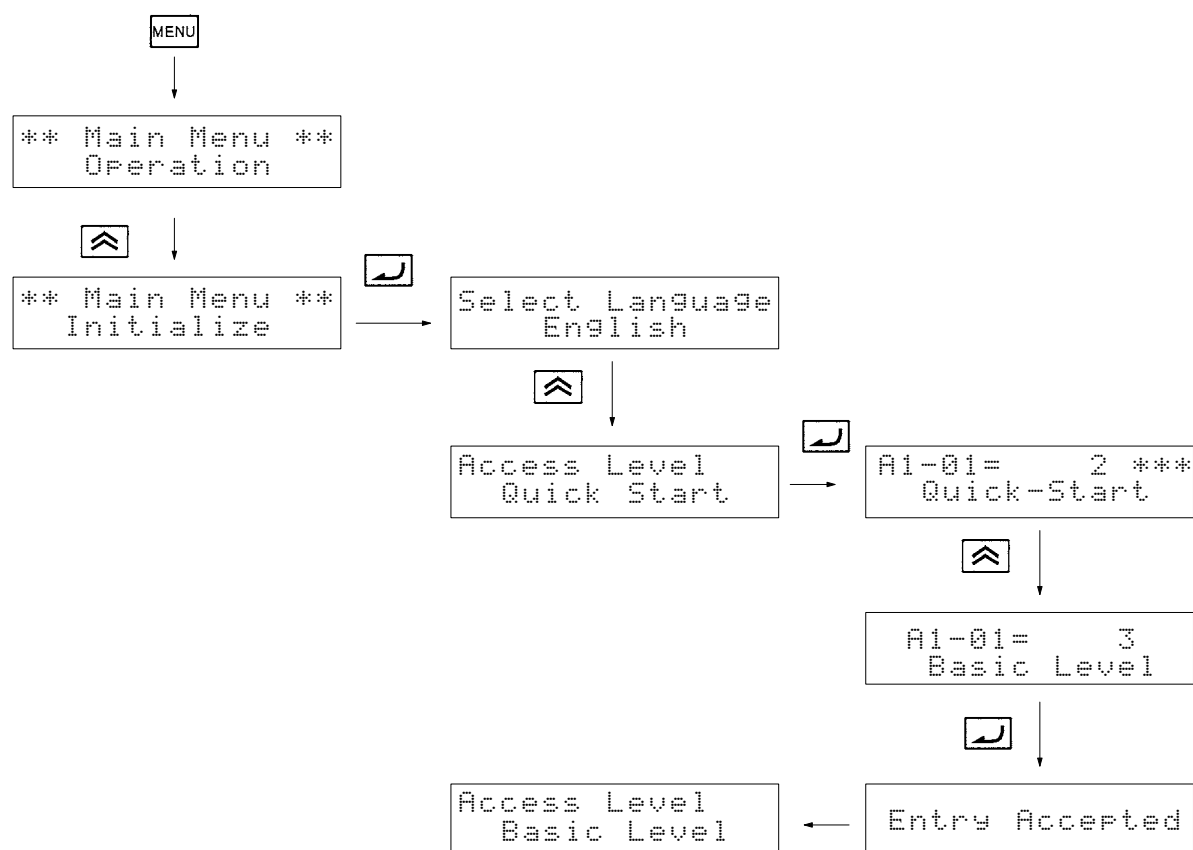 MENU
** Main Menu **
Operation
** Main Menu **
Initialize
Select Language
English
Access Level
Quick Start
A1-01= 2 ***
Quick-Start
A1-01= 3
Basic Level
Access Level
Basic Level
Entry Accepted